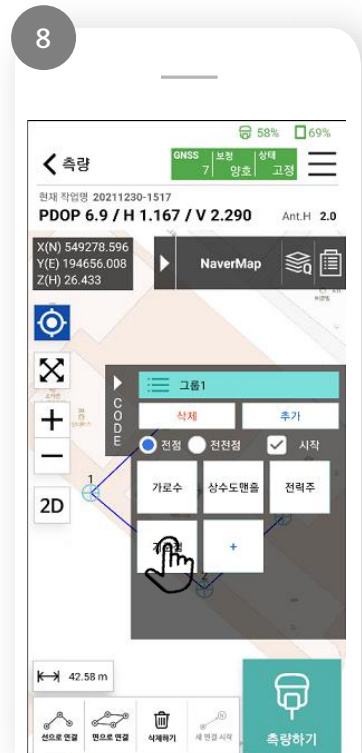 8
58% 69%
측량
GNSS 7
보정 양호
상태 고정
현재 작업명 20211230-1517
PDOP 6.9 / H 1.167 / V 2.290 Ant.H 2.0
X(N) 549278.596
Y(E) 194656.008
Z(H) 26.433
NaverMap
CODE
그룹1
삭제 추가
전점 전전점 시작
가로수 상수도맨홀 전력주
+
1
2D
2
42.58 m
선으로 연결 면으로 연결 삭제하기 새 연결 시작
측량하기